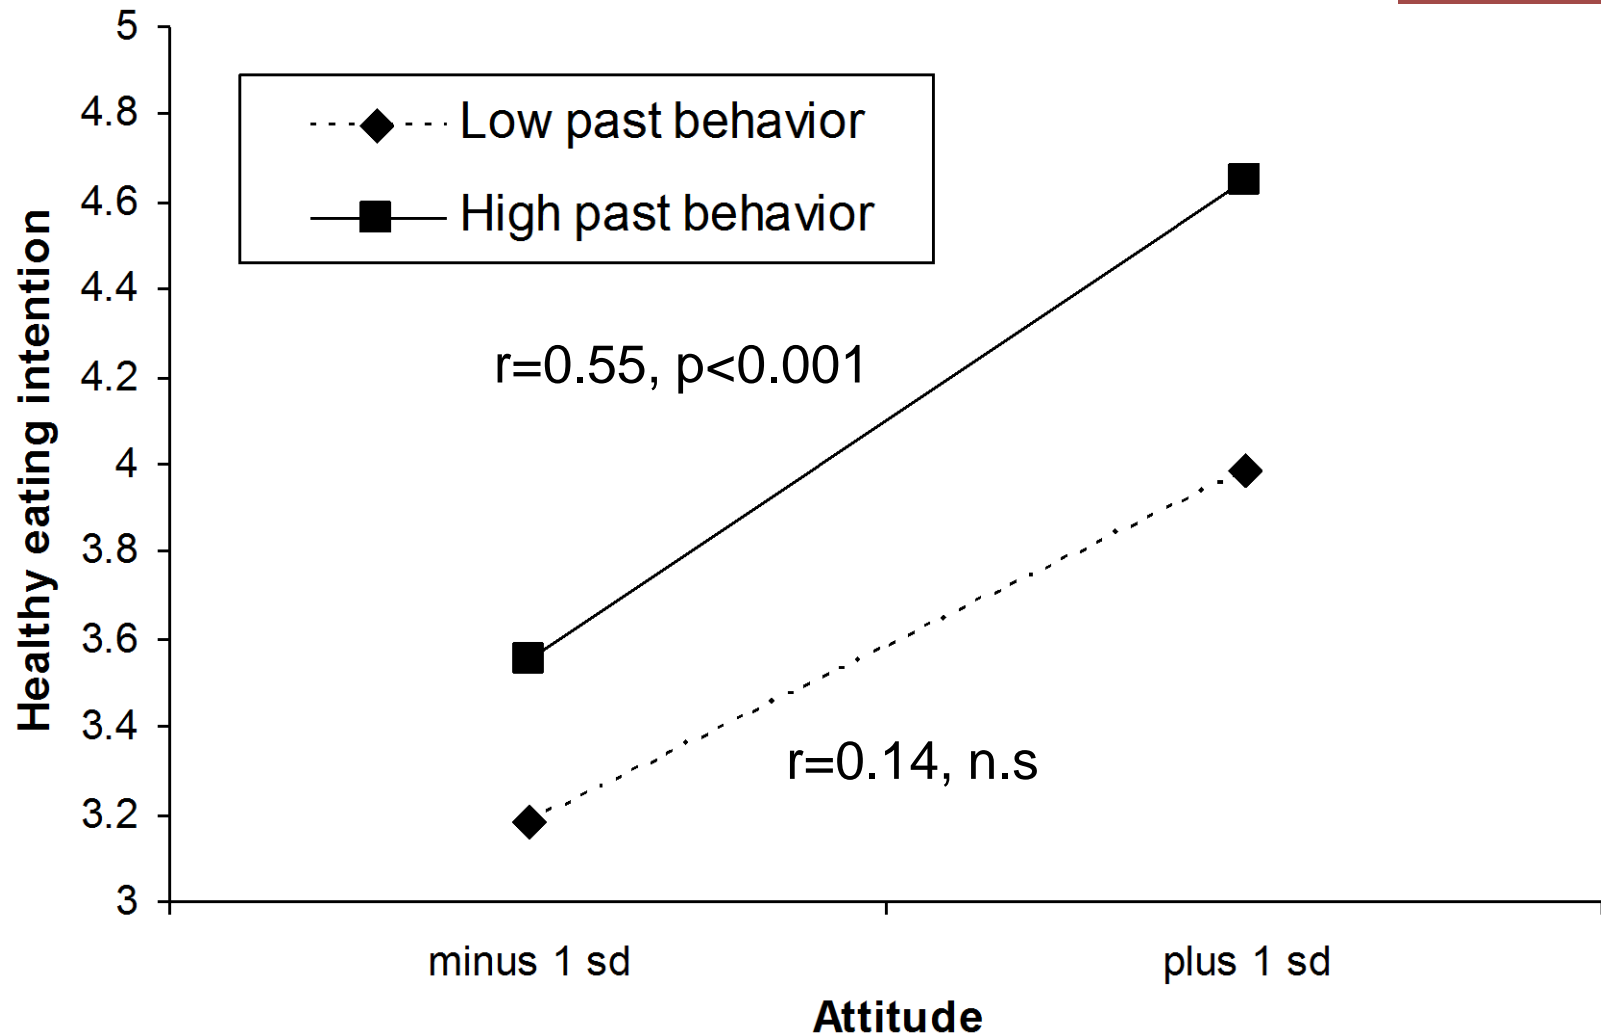 5
4.8
4.6
4.4
4.2
4
3.8
3.6
3.4
3.2
3
Healthy eating intention
Low past behavior
High past behavior
r=0.55, p<0.001
r=0.14, n.s
minus 1 sd
plus 1 sd
Attitude